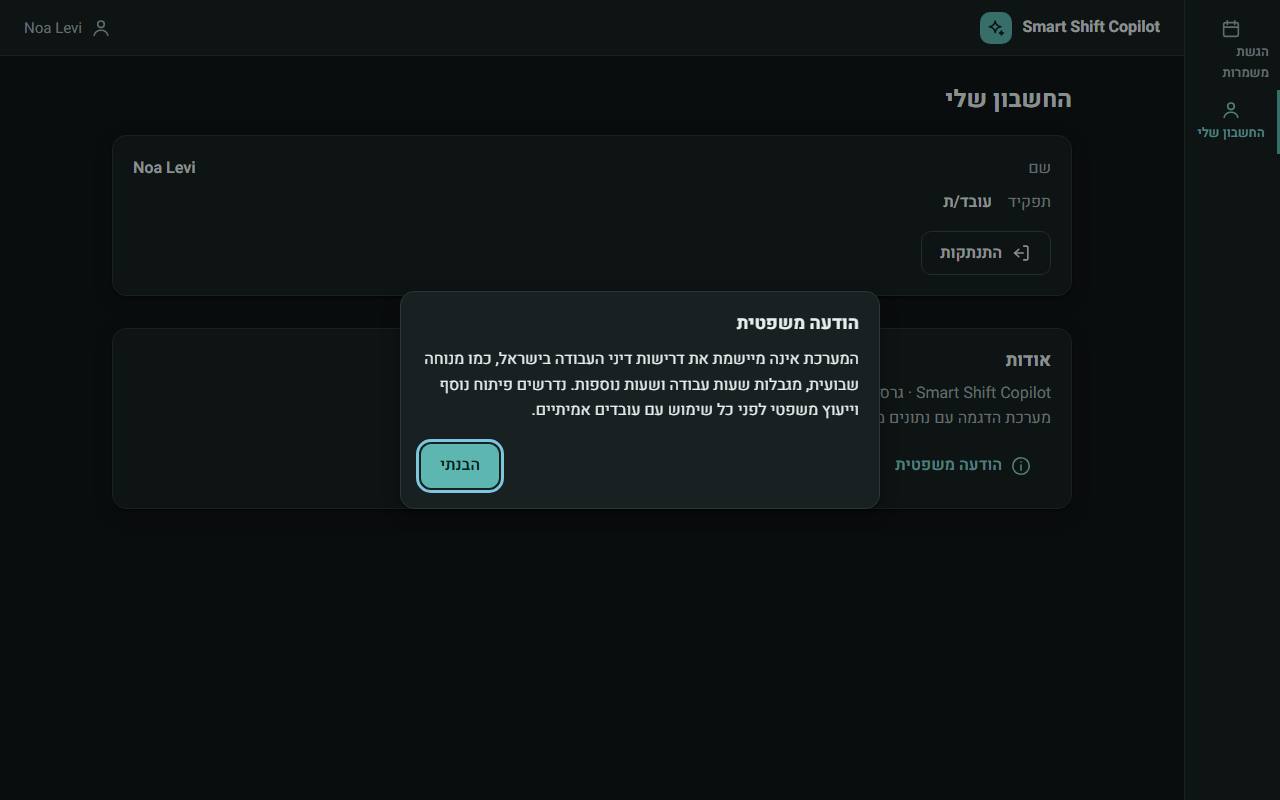 Smart Shift Copilot
Noa Levi
הגשת
משמרות
החשבון שלי
החשבון שלי
שם
Noa Levi
תפקיד עובד/ת
התנתקות
אודות
Smart Shift Copilot · גרס
מערכת הדגמה עם נתונים
הודעה משפטית
הודעה משפטית
המערכת אינה מיישמת את דרישות דיני העבודה בישראל, כמו מנוחה
שבועית, מגבלות שעות עבודה ושעות נוספות. נדרשים פיתוח נוסף
וייעוץ משפטי לפני כל שימוש עם עובדים אמיתיים.
הבנתי